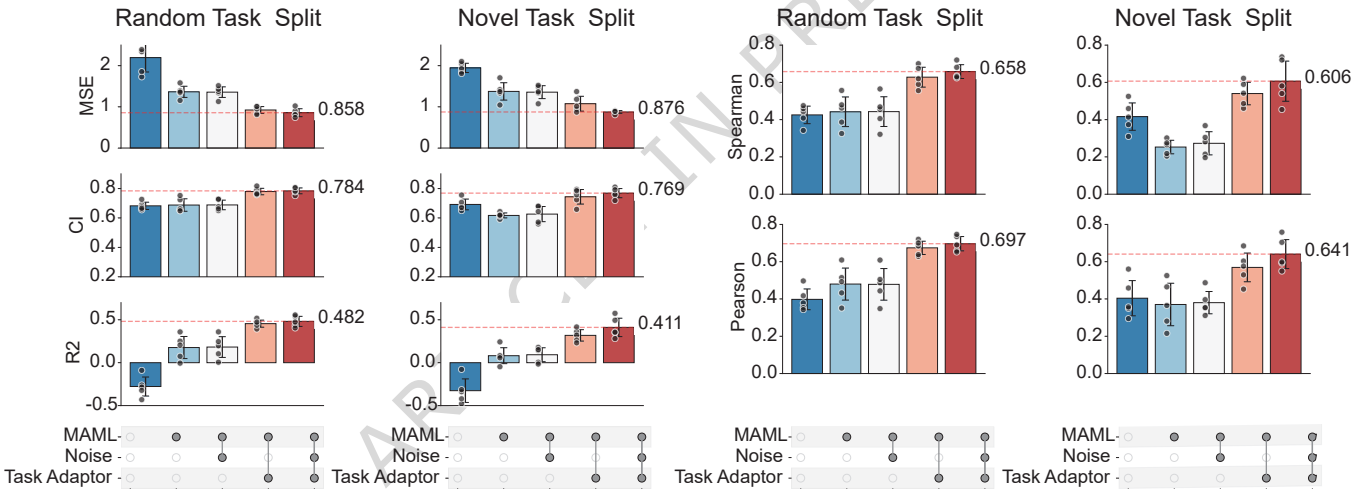 Random Task Split
Novel Task Split
Random Task Split
Novel Task Split
MSE
2
1
0
0.858
2
1
0
0.876
Spearman
0.8
0.6
0.4
0.2
0.0
0.658
0.8
0.6
0.4
0.2
0.0
0.606
CI
0.8
0.6
0.4
0.2
0.784
0.8
0.6
0.4
0.2
0.769
Pearson
0.8
0.6
0.4
0.2
0.0
0.697
0.8
0.6
0.4
0.2
0.0
0.641
R2
0.5
0.0
-0.5
0.482
0.5
0.0
-0.5
0.411
MAML
Noise
Task Adaptor
MAML
Noise
Task Adaptor
MAML
Noise
Task Adaptor
MAML
Noise
Task Adaptor